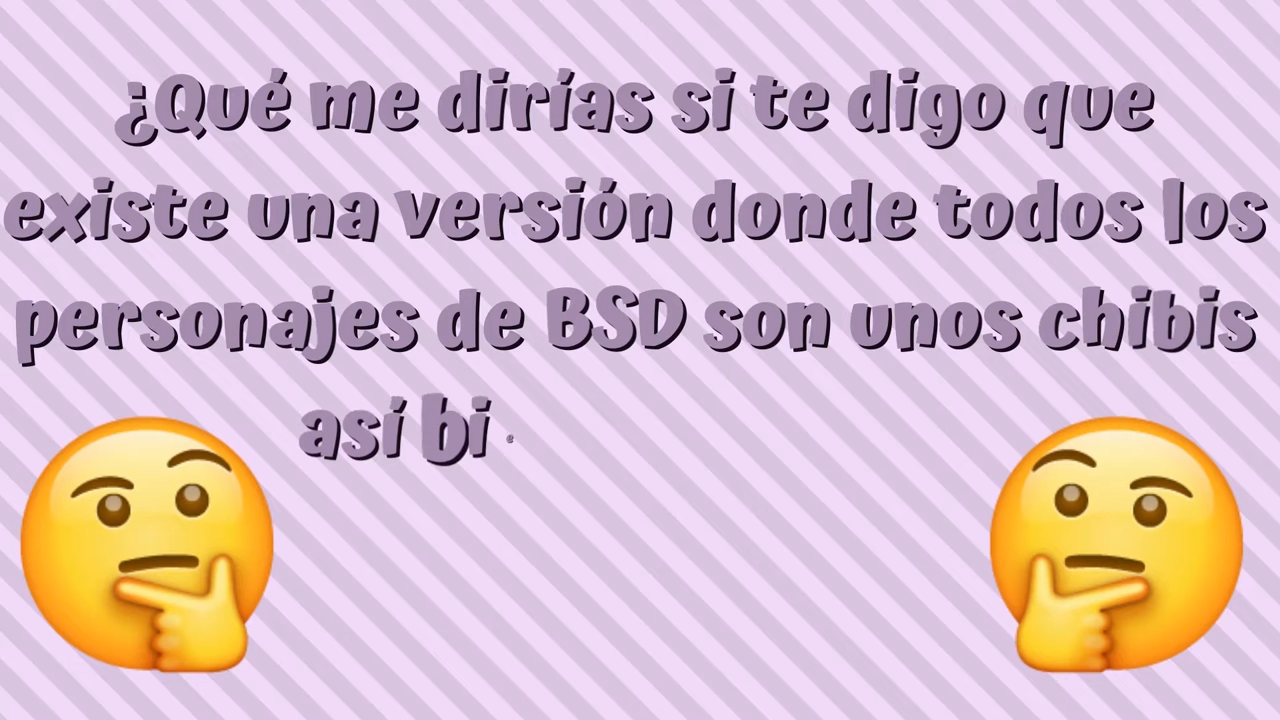 ¿Qué me dirías si te digo que
existe una versión donde todos los
personajes de BSD son unos chibis
así bi